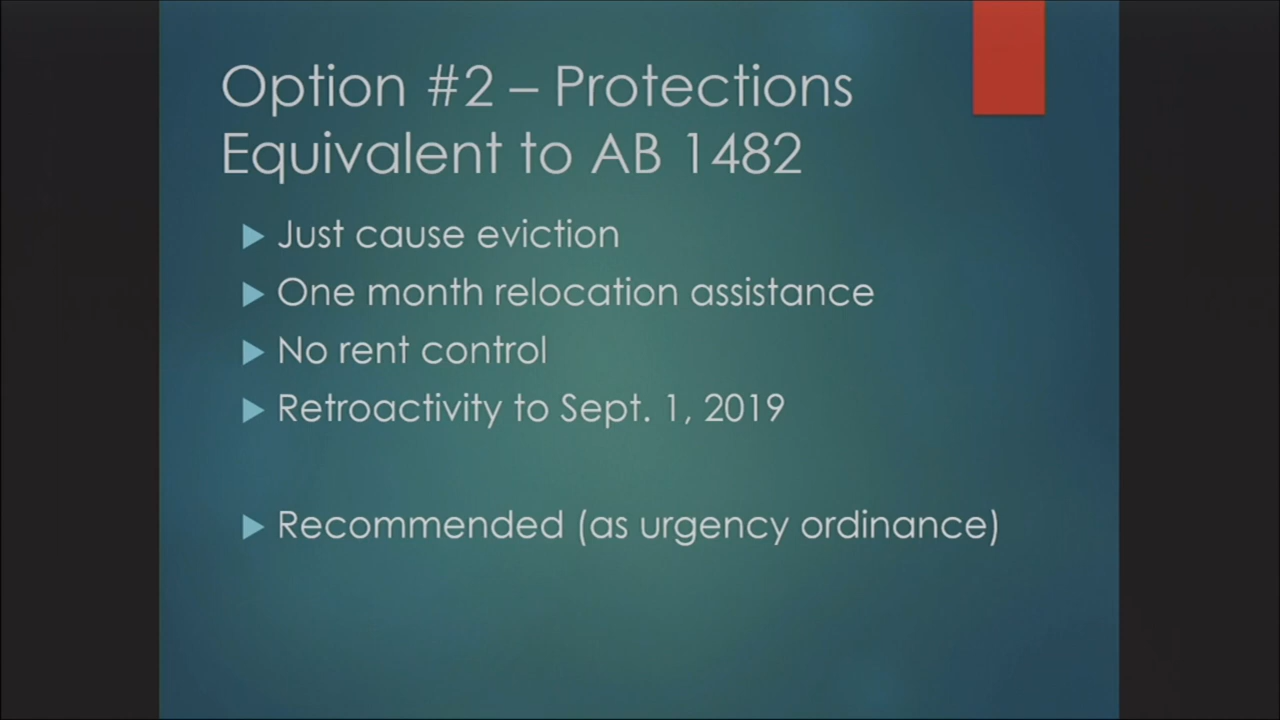 Option #2 – Protections
Equivalent to AB 1482
Just cause eviction
One month relocation assistance
No rent control
Retroactivity to Sept. 1, 2019
Recommended (as urgency ordinance)